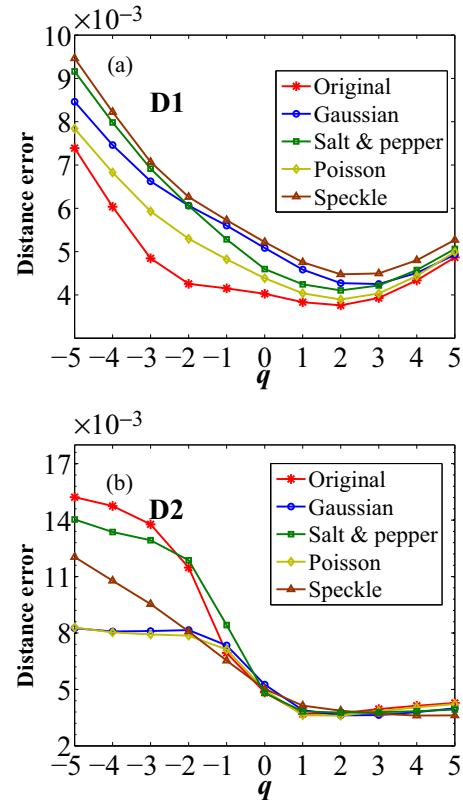 ×10⁻³
10
9
8
7
6
5
4
(a)
D1
Original
Gaussian
Salt & pepper
Poisson
Speckle
Distance error
−5 −4 −3 −2 −1 0 1 2 3 4 5
q
×10⁻³
17
14
11
8
5
2
(b)
D2
Original
Gaussian
Salt & pepper
Poisson
Speckle
Distance error
−5 −4 −3 −2 −1 0 1 2 3 4 5
q